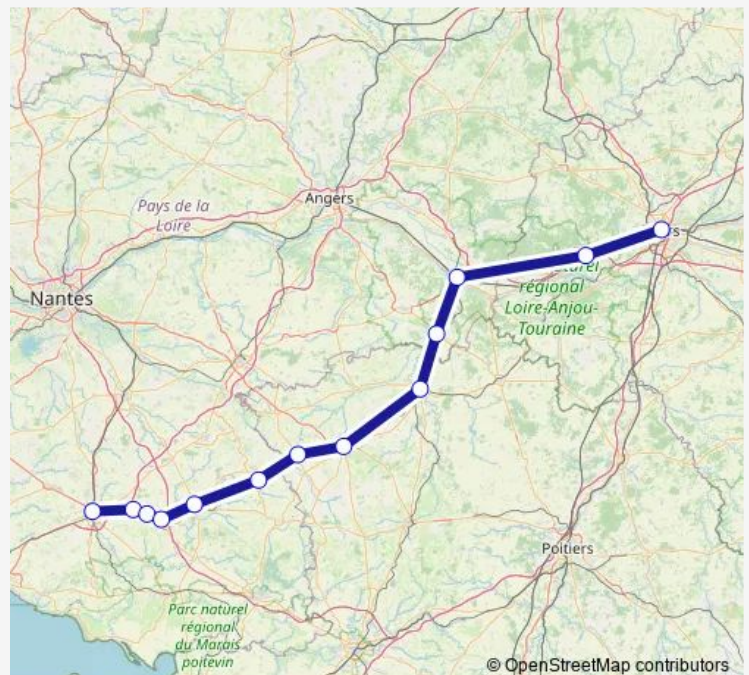 Angers
Pays de la
Loire
Nantes
régional
Loire-Anjou-
Touraine
Poitiers
Parc naturel
régional
du Marais
poitevin
© OpenStreetMap contributors